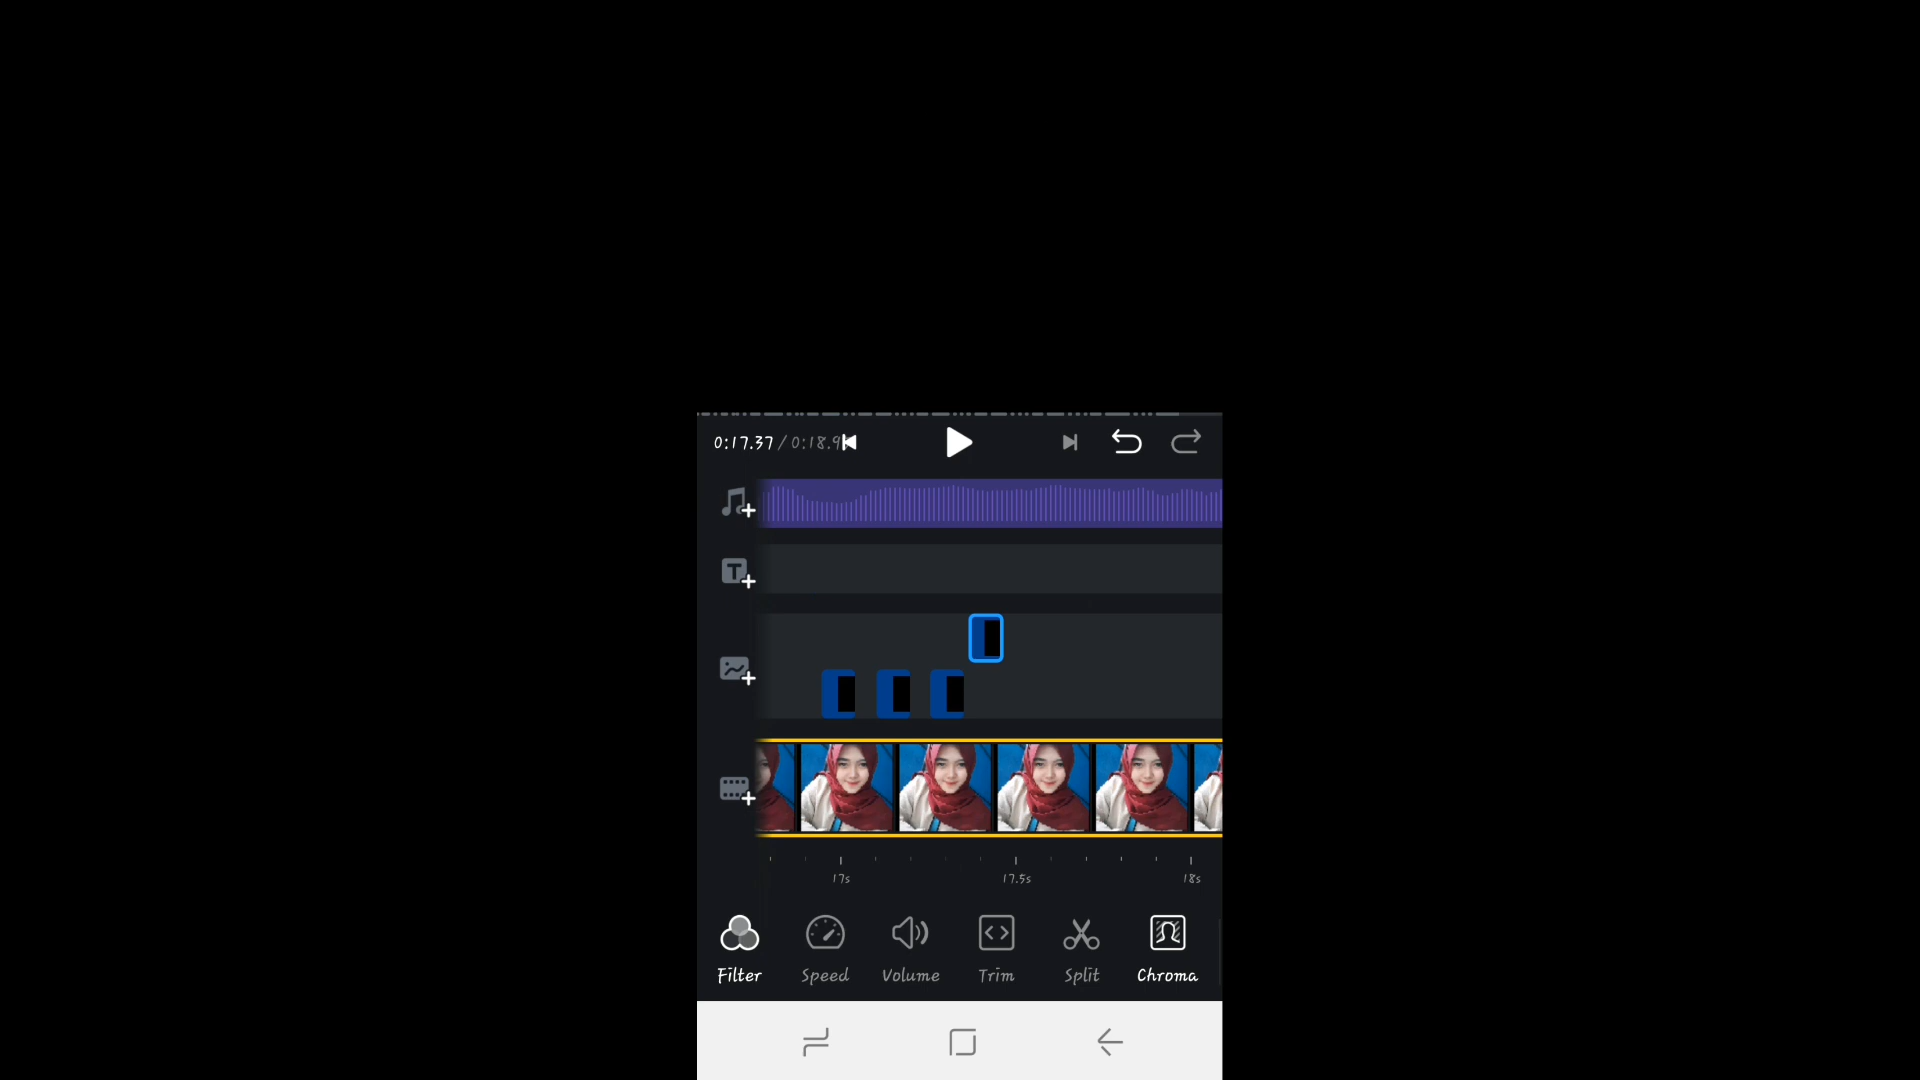 0:17.37 / 0:18.9
T
17s 17.5s 18s
Filter Speed Volume Trim Split Chroma